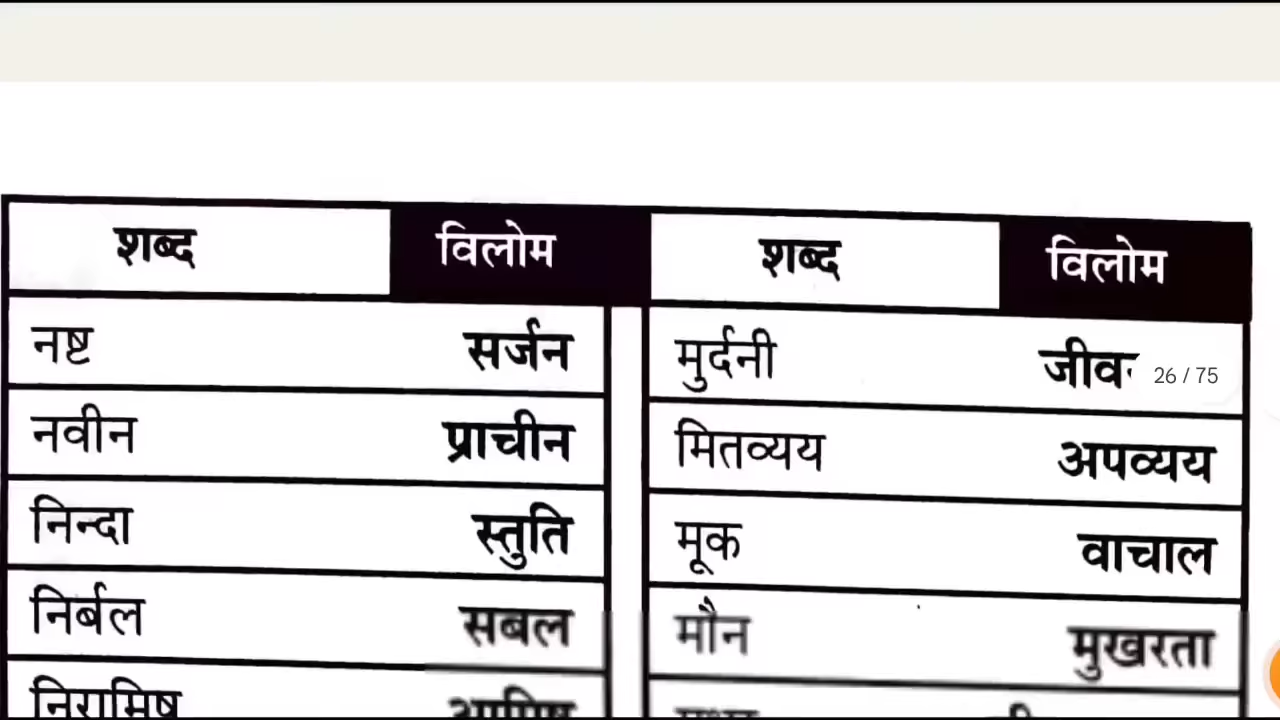 शब्द विलोम शब्द विलोम
नष्ट सर्जन मुर्दनी
26 / 75
नवीन प्राचीन मितव्यय अपव्यय
निन्दा स्तुति मूक वाचाल
निर्बल सबल मौन मुखरता
निरामिष